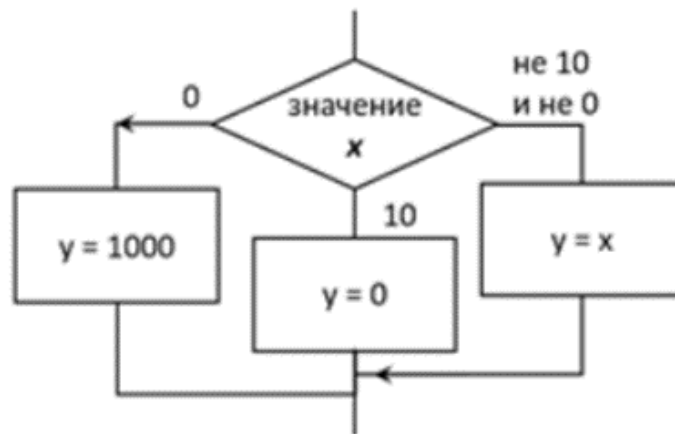 0
значение
x
не 10
и не 0
y = 1000
10
y = 0
y = x